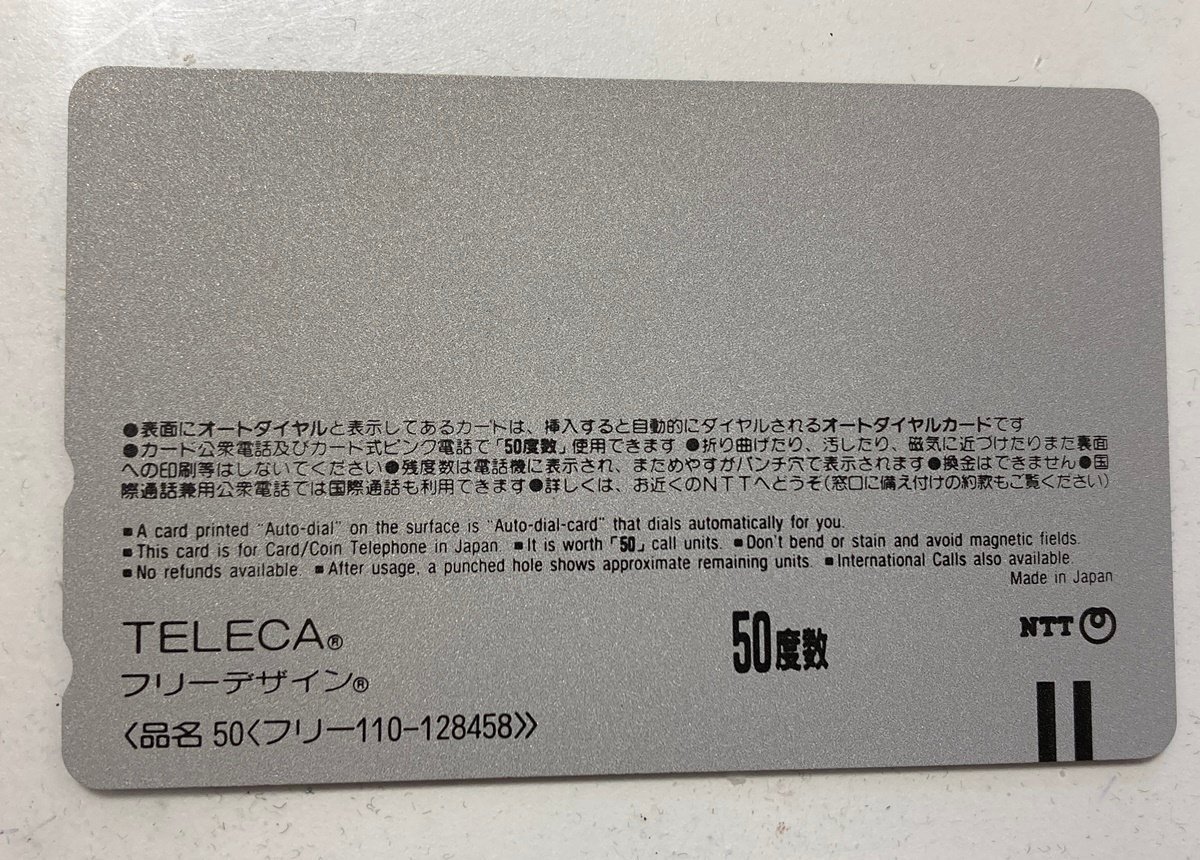 ●表面にオートダイヤルと表示してあるカードは、挿入すると自動的にダイヤルされるオートダイヤルカードです
●カード公衆電話及びカード式ピンク電話で「50度数」使用できます ●折り曲げたり、汚したり、磁気に近づけたりまた裏面
への印刷等はしないでください●残度数は電話機に表示され、まためやすがパンチ穴で表示されます●換金はできません●国
際通話兼用公衆電話では国際通話も利用できます●詳しくは、お近くのNTTへどうぞ(窓口に備え付けの約款もご覧ください)
■A card printed "Auto-dial" on the surface is "Auto-dial-card" that dials automatically for you.
■This card is for Card/Coin Telephone in Japan. ■It is worth「50」call units. ■Don't bend or stain and avoid magnetic fields.
■No refunds available. ■After usage, a punched hole shows approximate remaining units. ■International Calls also available.
Made in Japan
TELECA®
50度数
NTT
フリーデザイン®
〈品名 50〈フリー110-128458〉〉